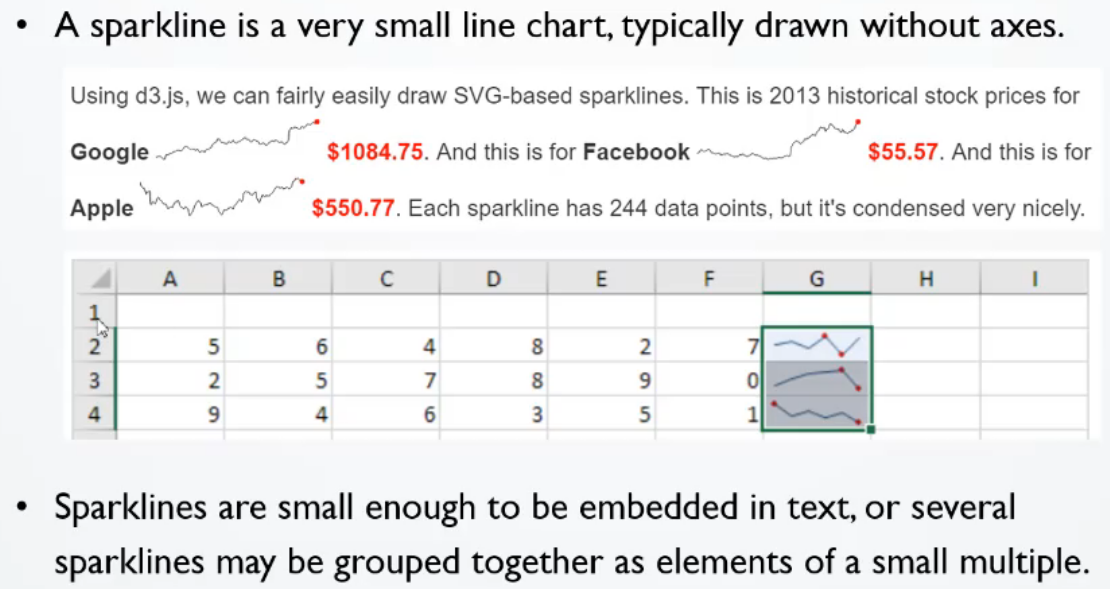 • A sparkline is a very small line chart, typically drawn without axes.
Using d3.js, we can fairly easily draw SVG-based sparklines. This is 2013 historical stock prices for
Google $1084.75. And this is for Facebook $55.57. And this is for
Apple $550.77. Each sparkline has 244 data points, but it's condensed very nicely.
A B C D E F G H I
1
2 5 6 4 8 2 7
3 2 5 7 8 9 0
4 9 4 6 3 5 1
• Sparklines are small enough to be embedded in text, or several
sparklines may be grouped together as elements of a small multiple.